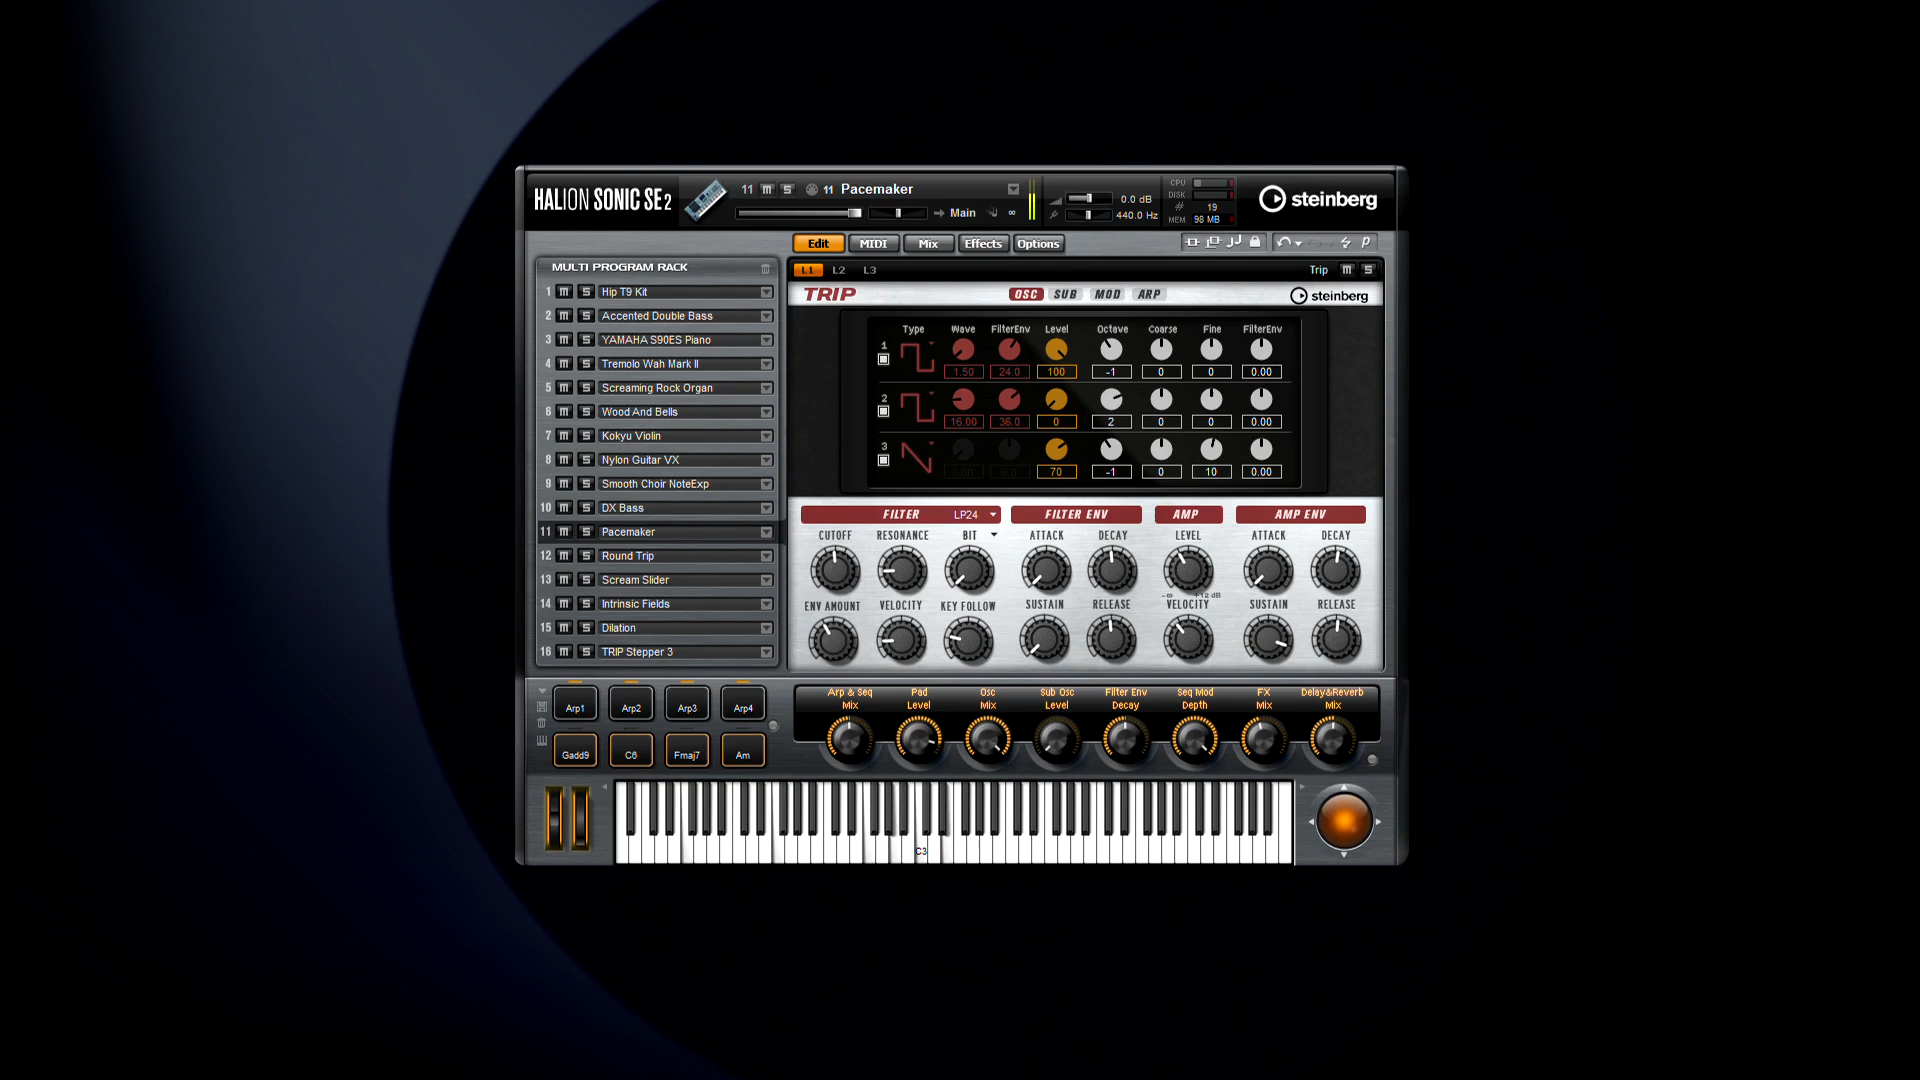 HALION SONIC SE 2
11 m S 11 Pacemaker
Main ∞
0.0 dB
440.0 Hz
CPU
DISK
# 19
MEM 98 MB
steinberg
Edit MIDI Mix Effects Options
MULTI PROGRAM RACK
1 m S Hip T9 Kit
2 m S Accented Double Bass
3 m S YAMAHA S90ES Piano
4 m S Tremolo Wah Mark II
5 m S Screaming Rock Organ
6 m S Wood And Bells
7 m S Kokyu Violin
8 m S Nylon Guitar VX
9 m S Smooth Choir NoteExp
10 m S DX Bass
11 m S Pacemaker
12 m S Round Trip
13 m S Scream Slider
14 m S Intrinsic Fields
15 m S Dilation
16 m S TRIP Stepper 3
L1 L2 L3 Trip m S
TRIP OSC SUB MOD ARP steinberg
Type Wave FilterEnv Level Octave Coarse Fine FilterEnv
1 1.50 24.0 100 -1 0 0 0.00
2 16.00 36.0 0 2 0 0 0.00
3 0.00 0.0 70 -1 0 10 0.00
FILTER LP24 FILTER ENV AMP AMP ENV
CUTOFF RESONANCE BIT ATTACK DECAY LEVEL ATTACK DECAY
-∞ +12 dB
ENV AMOUNT VELOCITY KEY FOLLOW SUSTAIN RELEASE VELOCITY SUSTAIN RELEASE
Arp1 Arp2 Arp3 Arp4
Gadd9 C6 Fmaj7 Am
Arp & Seq Mix
Pad Level
Osc Mix
Sub Osc Level
Filter Env Decay
Seq Mod Depth
FX Mix
Delay&Reverb Mix
C3